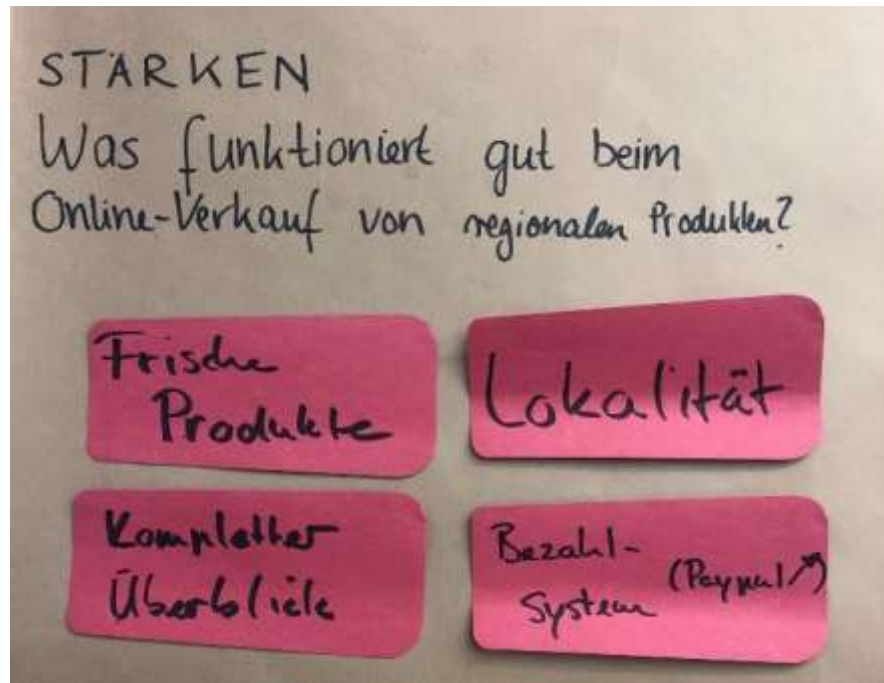 STÄRKEN
Was funktioniert gut beim
Online-Verkauf von regionalen Produkten?
Frische
Produkte
Lokalität
Kompletter
Überblick
Bezahl-
System (Paypal ↗)